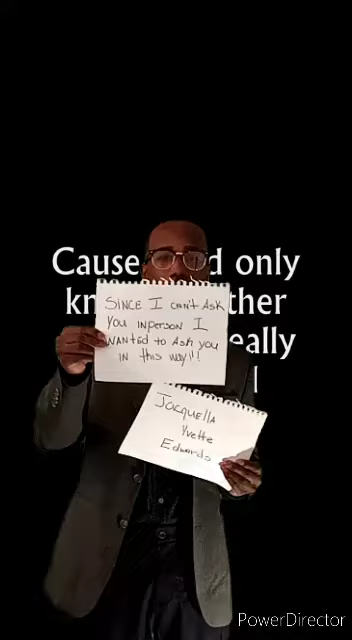 Cause only
SINCE I can't Ask
You inperson I
WANted to Ask you
in this way!!!
Jacquella
Yvette
Edwards
PowerDirector